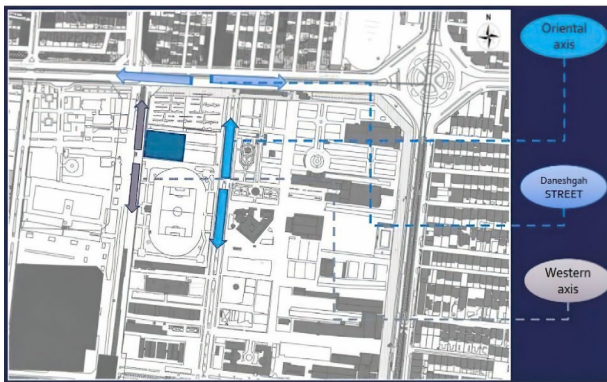 N
Oriental
axis
Daneshgah
STREET
Western
axis